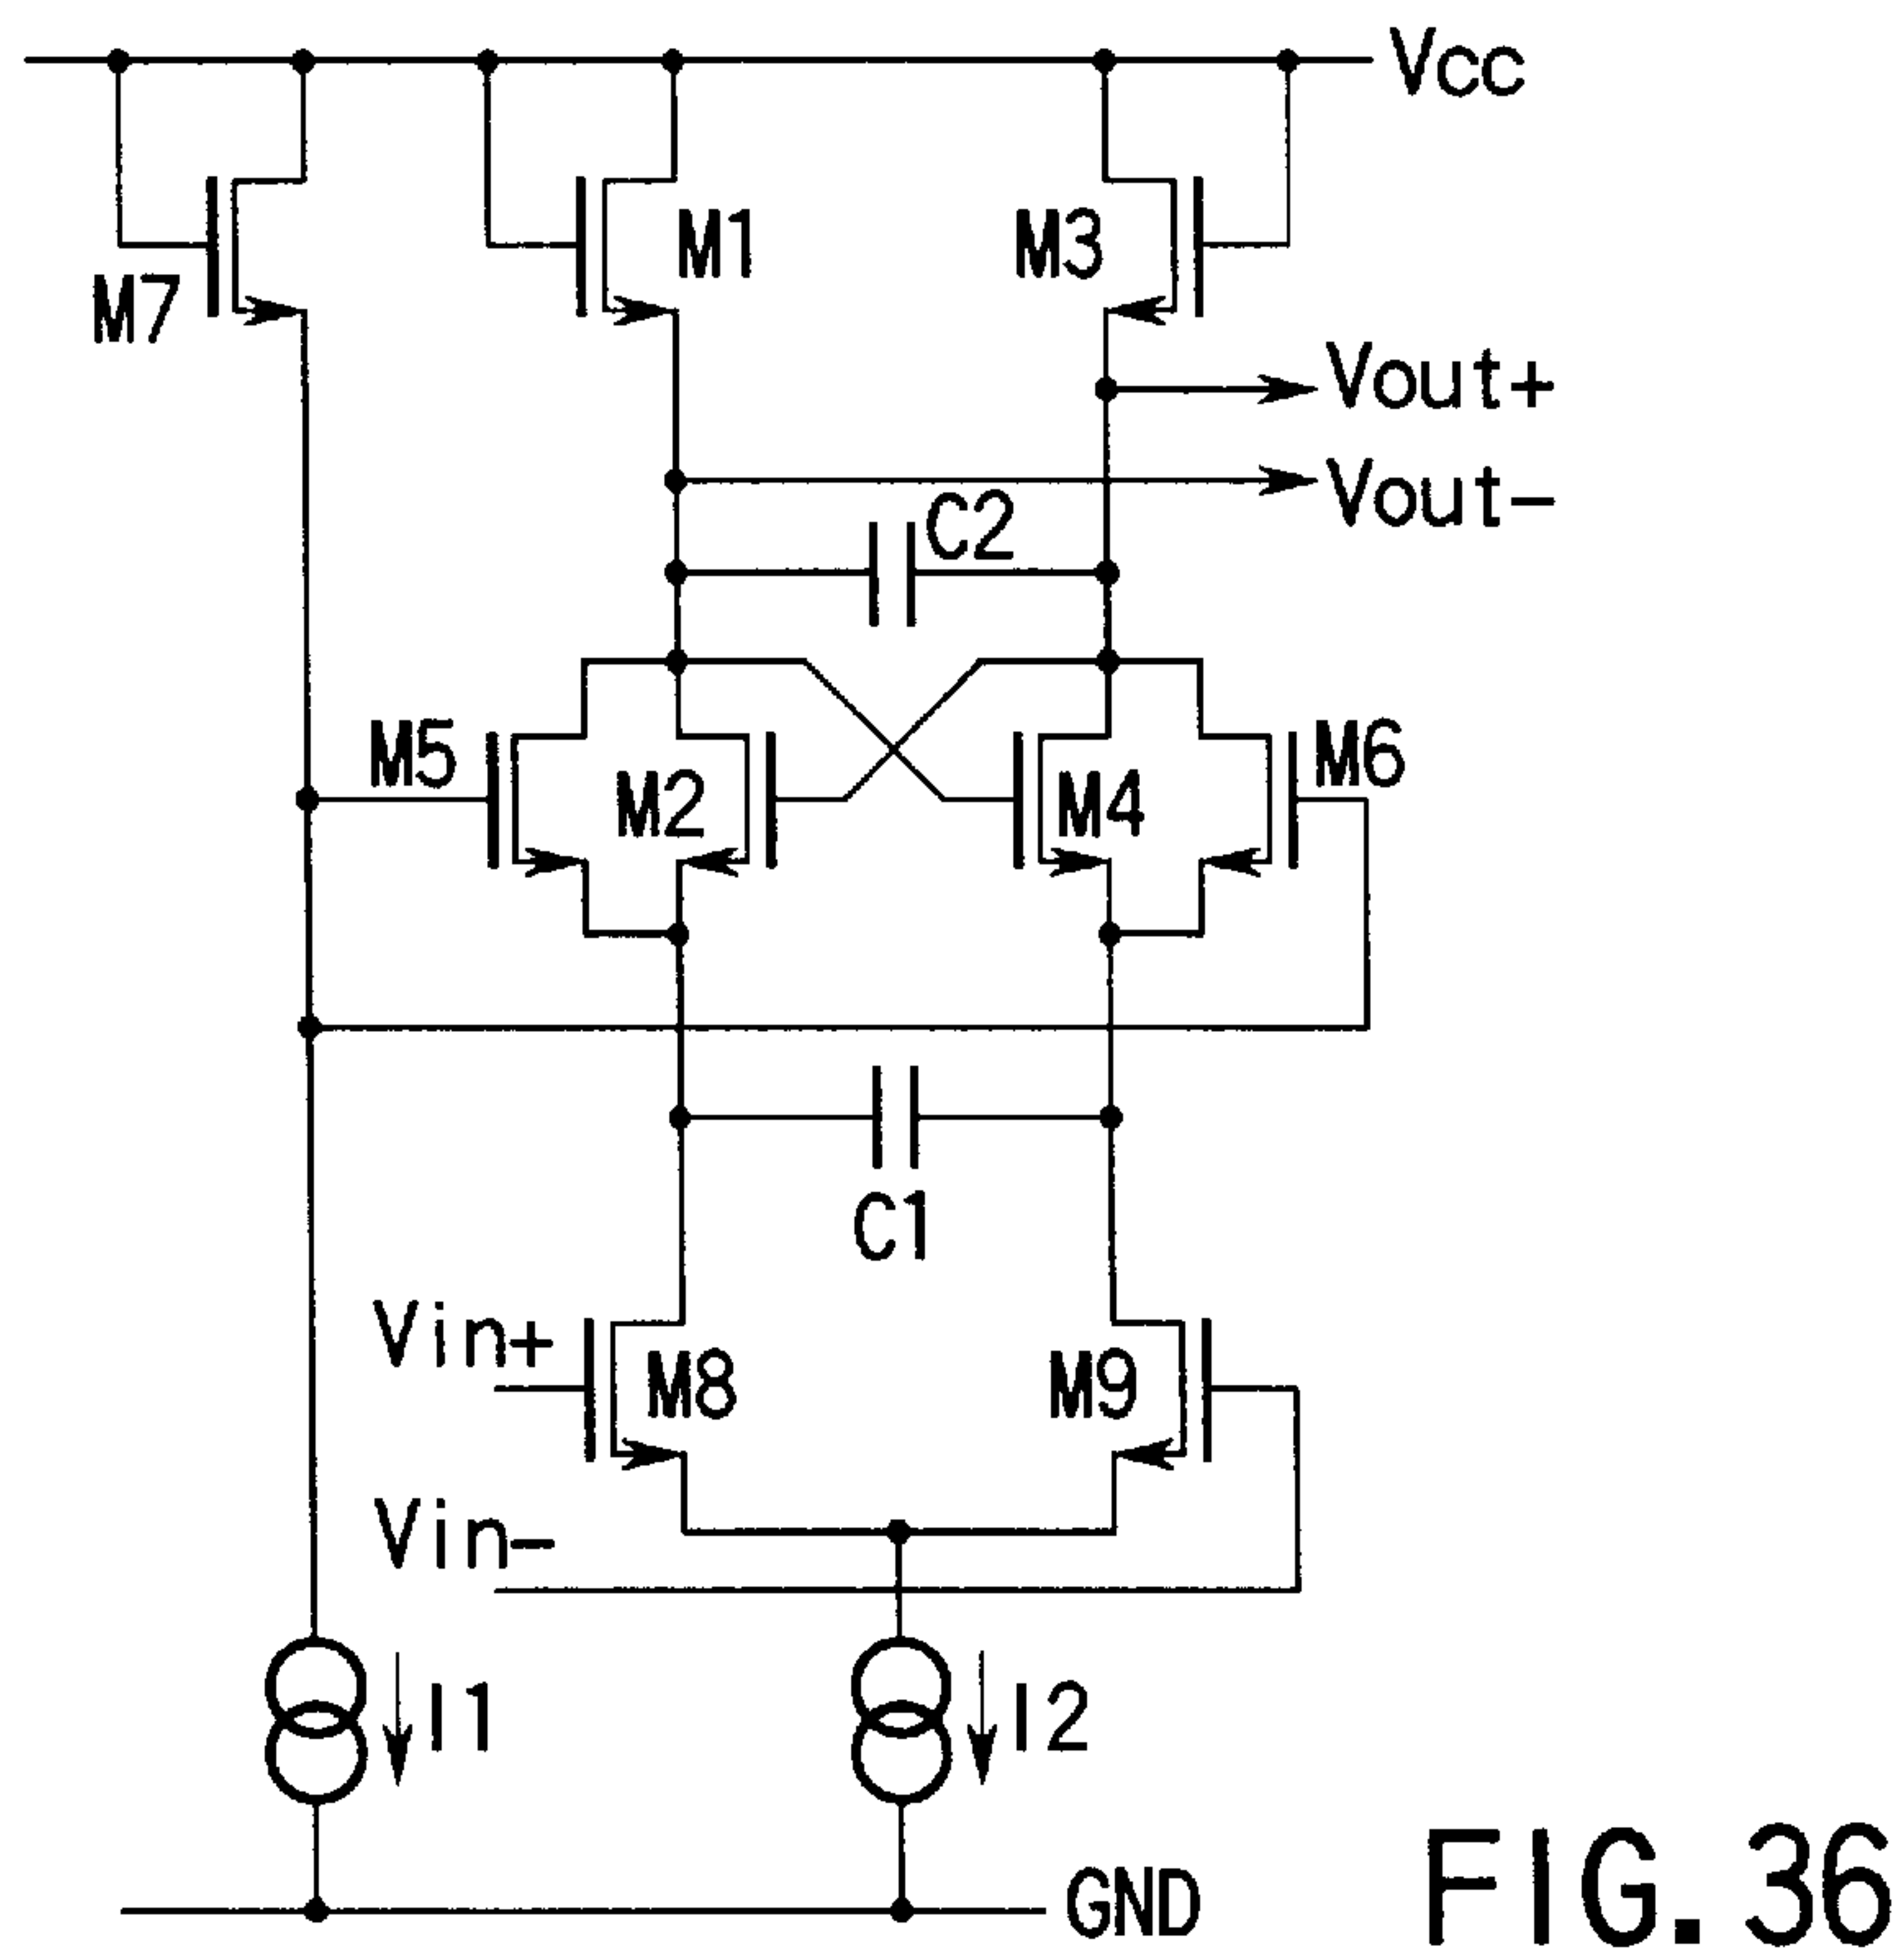 Vcc
M1
M3
M7
Vout+
Vout-
C2
M5
M2
M4
M6
C1
Vin+
M8
M9
Vin-
I1
I2
GND
FIG. 36